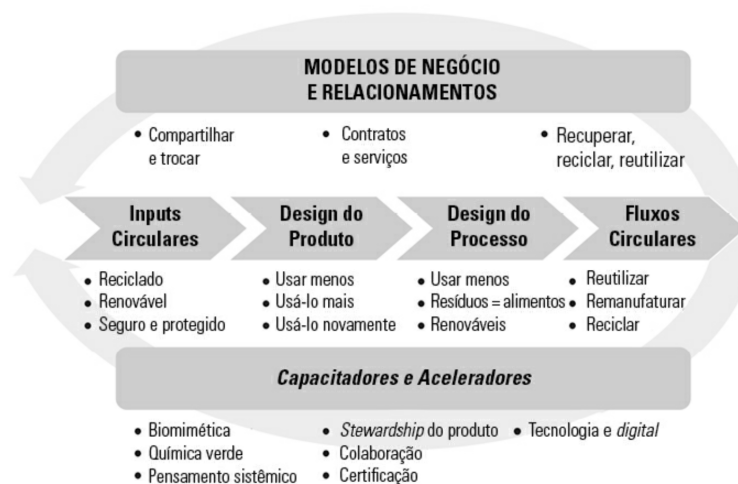 MODELOS DE NEGÓCIO
E RELACIONAMENTOS
• Compartilhar
e trocar
• Contratos
e serviços
• Recuperar,
reciclar, reutilizar
Inputs
Circulares
Design do
Produto
Design do
Processo
Fluxos
Circulares
• Reciclado
• Renovável
• Seguro e protegido
• Usar menos
• Usá-lo mais
• Usá-lo novamente
• Usar menos
• Resíduos = alimentos
• Renováveis
• Reutilizar
• Remanufaturar
• Reciclar
Capacitadores e Aceleradores
• Biomimética
• Química verde
• Pensamento sistêmico
• Stewardship do produto
• Colaboração
• Certificação
• Tecnologia e digital